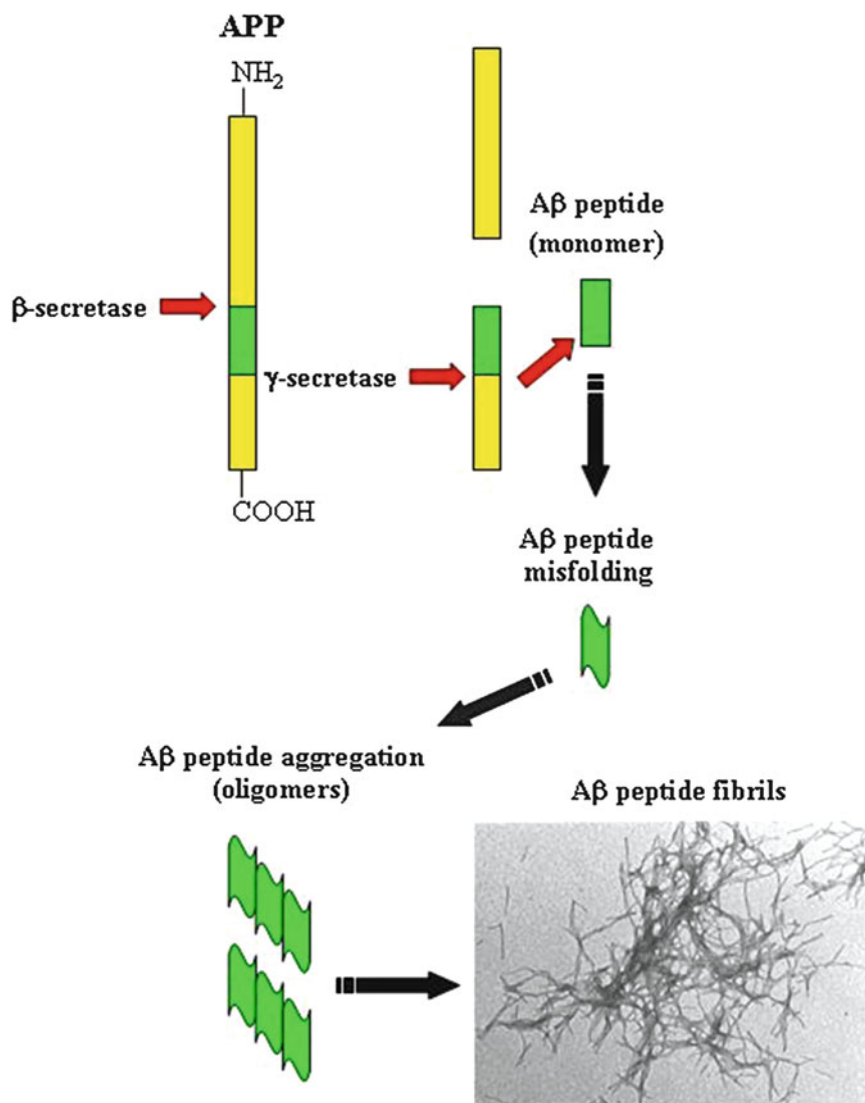 APP
NH₂
Aβ peptide
(monomer)
β-secretase
γ-secretase
COOH
Aβ peptide
misfolding
Aβ peptide aggregation
(oligomers)
Aβ peptide fibrils